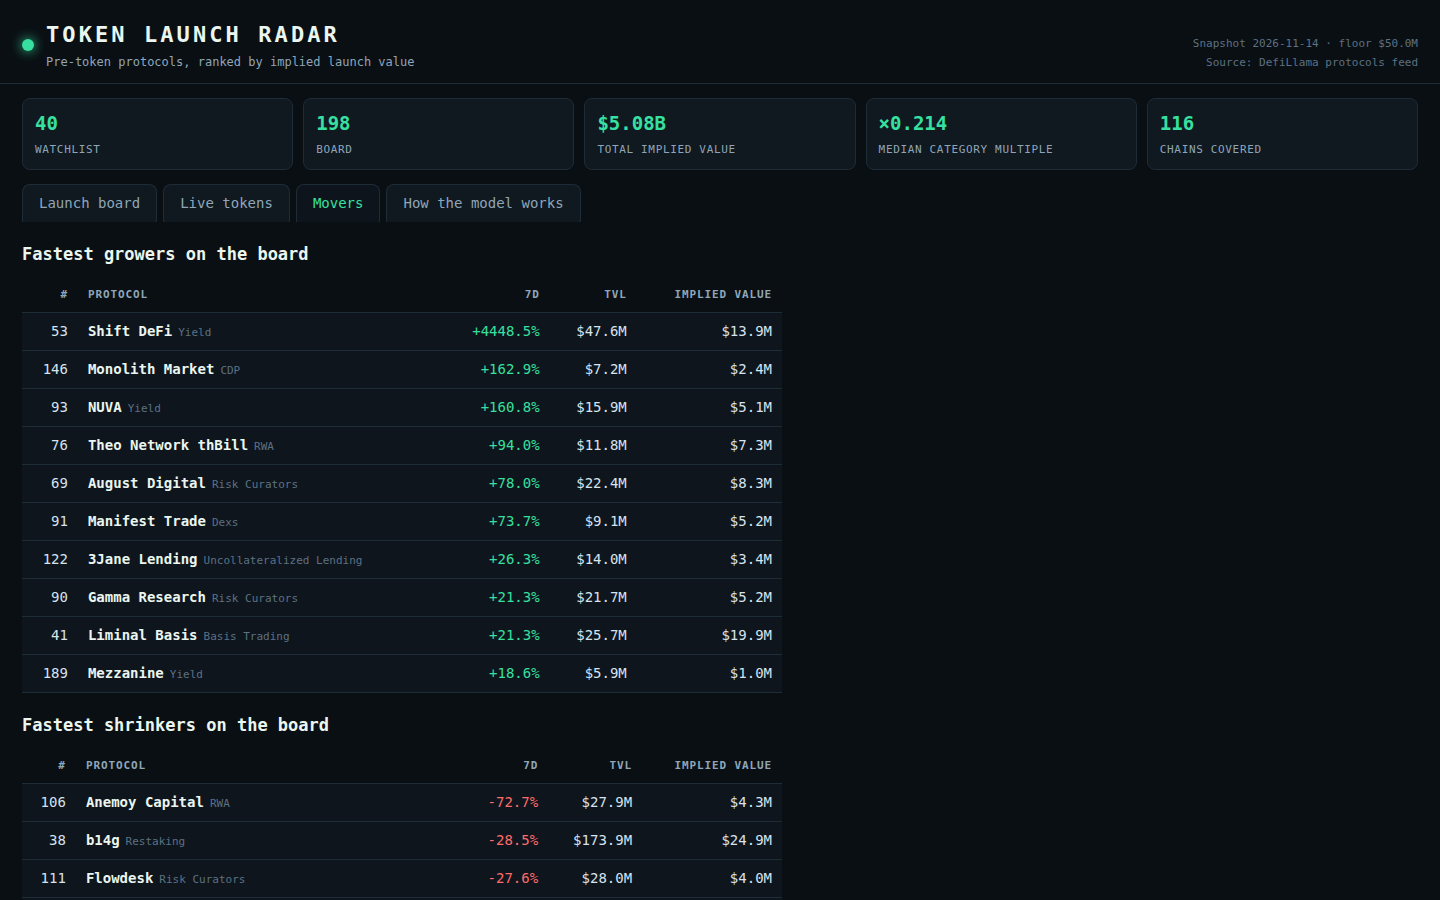 TOKEN LAUNCH RADAR
Pre-token protocols, ranked by implied launch value
Snapshot 2026-11-14 · floor $50.0M
Source: DefiLlama protocols feed
40
WATCHLIST
198
BOARD
$5.08B
TOTAL IMPLIED VALUE
×0.214
MEDIAN CATEGORY MULTIPLE
116
CHAINS COVERED
Launch board Live tokens Movers How the model works
Fastest growers on the board
# PROTOCOL 7D TVL IMPLIED VALUE
53 Shift DeFi Yield +4448.5% $47.6M $13.9M
146 Monolith Market CDP +162.9% $7.2M $2.4M
93 NUVA Yield +160.8% $15.9M $5.1M
76 Theo Network thBill RWA +94.0% $11.8M $7.3M
69 August Digital Risk Curators +78.0% $22.4M $8.3M
91 Manifest Trade Dexs +73.7% $9.1M $5.2M
122 3Jane Lending Uncollateralized Lending +26.3% $14.0M $3.4M
90 Gamma Research Risk Curators +21.3% $21.7M $5.2M
41 Liminal Basis Basis Trading +21.3% $25.7M $19.9M
189 Mezzanine Yield +18.6% $5.9M $1.0M
Fastest shrinkers on the board
# PROTOCOL 7D TVL IMPLIED VALUE
106 Anemoy Capital RWA -72.7% $27.9M $4.3M
38 b14g Restaking -28.5% $173.9M $24.9M
111 Flowdesk Risk Curators -27.6% $28.0M $4.0M